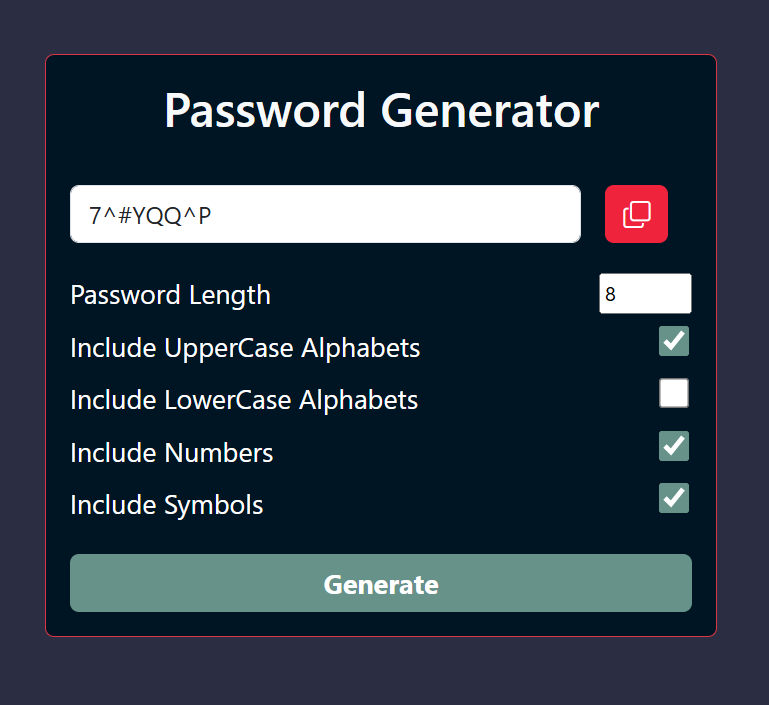 Password Generator
7^#YQQ^P
Password Length 8
Include UpperCase Alphabets
Include LowerCase Alphabets
Include Numbers
Include Symbols
Generate